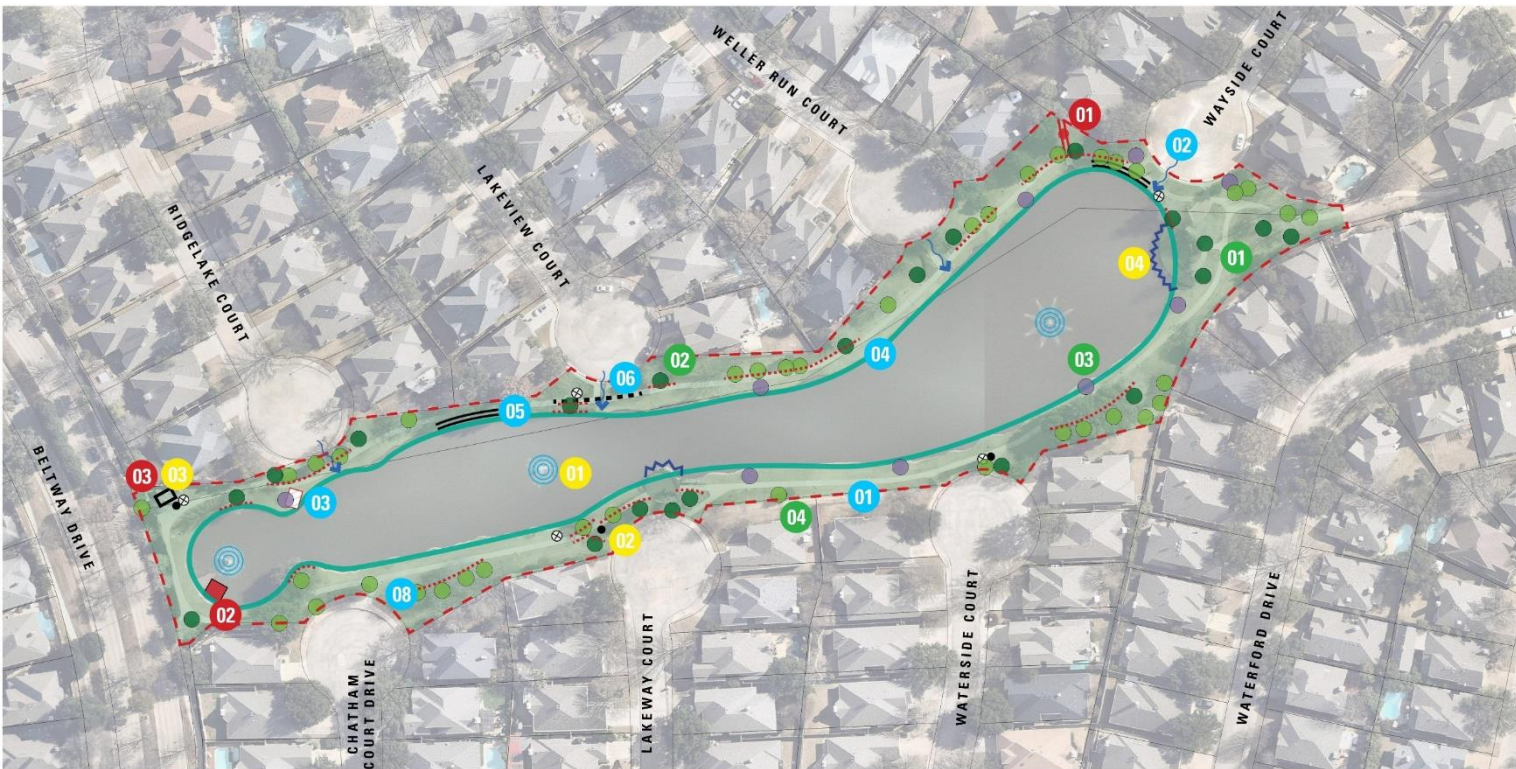 WELLER RUN COURT
WAYSIDE COURT
01
02
LAKEVIEW COURT
RIDGELAKE COURT
04
01
02
04
03
06
05
BELTWAY DRIVE
03
03
01
03
01
04
02
08
02
CHATHAM
COURT DRIVE
LAKEWAY COURT
WATERSIDE COURT
WATERFORD DRIVE